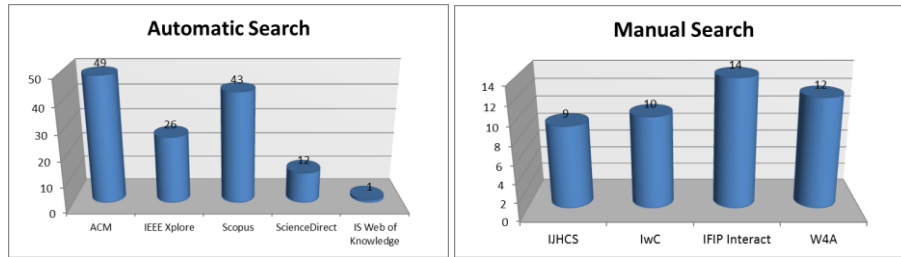 Automatic Search
50
40
30
20
10
0
49
26
43
12
1
ACM
IEEE Xplore
Scopus
ScienceDirect
IS Web of
Knowledge
Manual Search
14
12
10
8
6
4
2
0
9
10
14
12
IJHCS
IwC
IFIP Interact
W4A